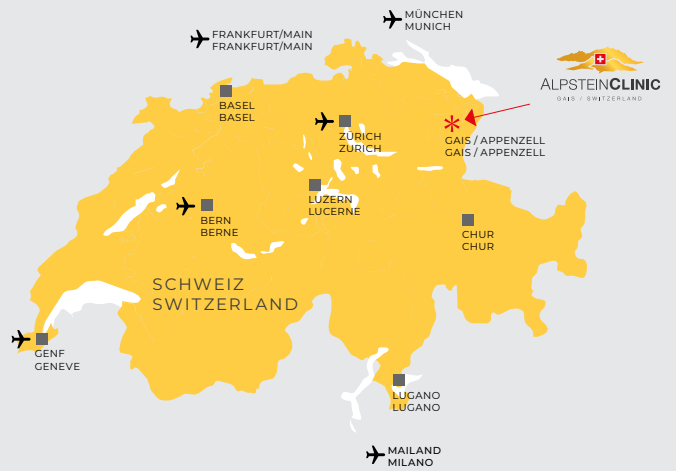 MÜNCHEN
MUNICH
FRANKFURT/MAIN
FRANKFURT/MAIN
ALPSTEINCLINIC
GAIS / SWITZERLAND
BASEL
BASEL
ZÜRICH
ZURICH
GAIS / APPENZELL
GAIS / APPENZELL
LUZERN
LUCERNE
BERN
BERNE
CHUR
CHUR
SCHWEIZ
SWITZERLAND
GENF
GENEVE
LUGANO
LUGANO
MAILAND
MILANO